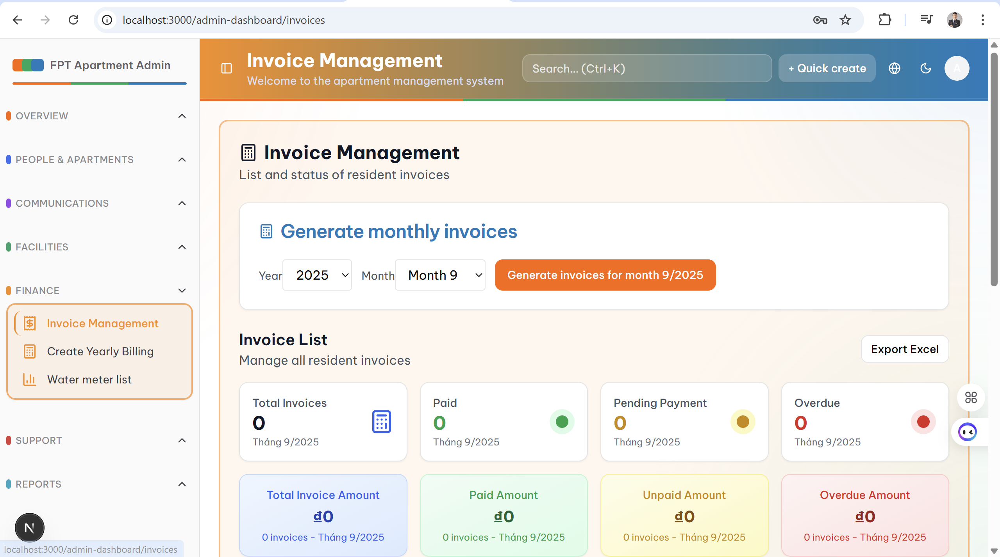 localhost:3000/admin-dashboard/invoices
FPT Apartment Admin
OVERVIEW
PEOPLE & APARTMENTS
COMMUNICATIONS
FACILITIES
FINANCE
Invoice Management
Create Yearly Billing
Water meter list
SUPPORT
REPORTS
N
localhost:3000/admin-dashboard/invoices
Invoice Management
Welcome to the apartment management system
Search... (Ctrl+K)
+ Quick create
A
Invoice Management
List and status of resident invoices
Generate monthly invoices
Year 2025 Month Month 9 Generate invoices for month 9/2025
Invoice List
Manage all resident invoices
Export Excel
Total Invoices
0
Tháng 9/2025
Paid
0
Tháng 9/2025
Pending Payment
0
Tháng 9/2025
Overdue
0
Tháng 9/2025
Total Invoice Amount
₫0
0 invoices - Tháng 9/2025
Paid Amount
₫0
0 invoices - Tháng 9/2025
Unpaid Amount
₫0
0 invoices - Tháng 9/2025
Overdue Amount
₫0
0 invoices - Tháng 9/2025